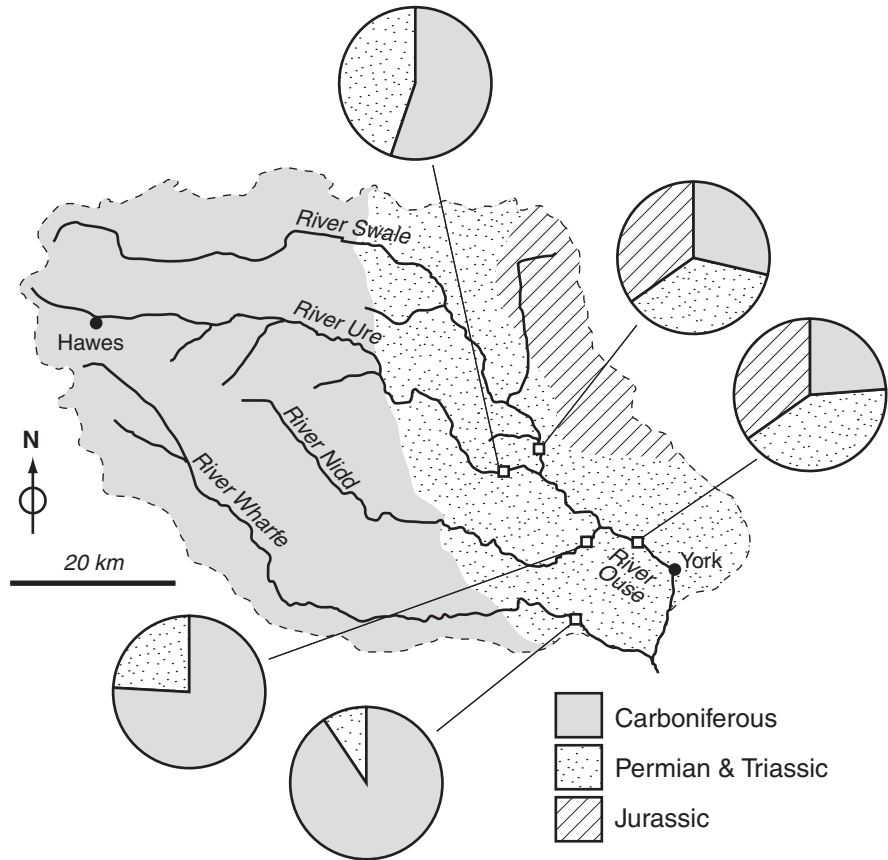 River Swale
River Ure
Hawes
River Nidd
N
River Wharfe
20 km
River
Ouse
York
Carboniferous
Permian & Triassic
Jurassic